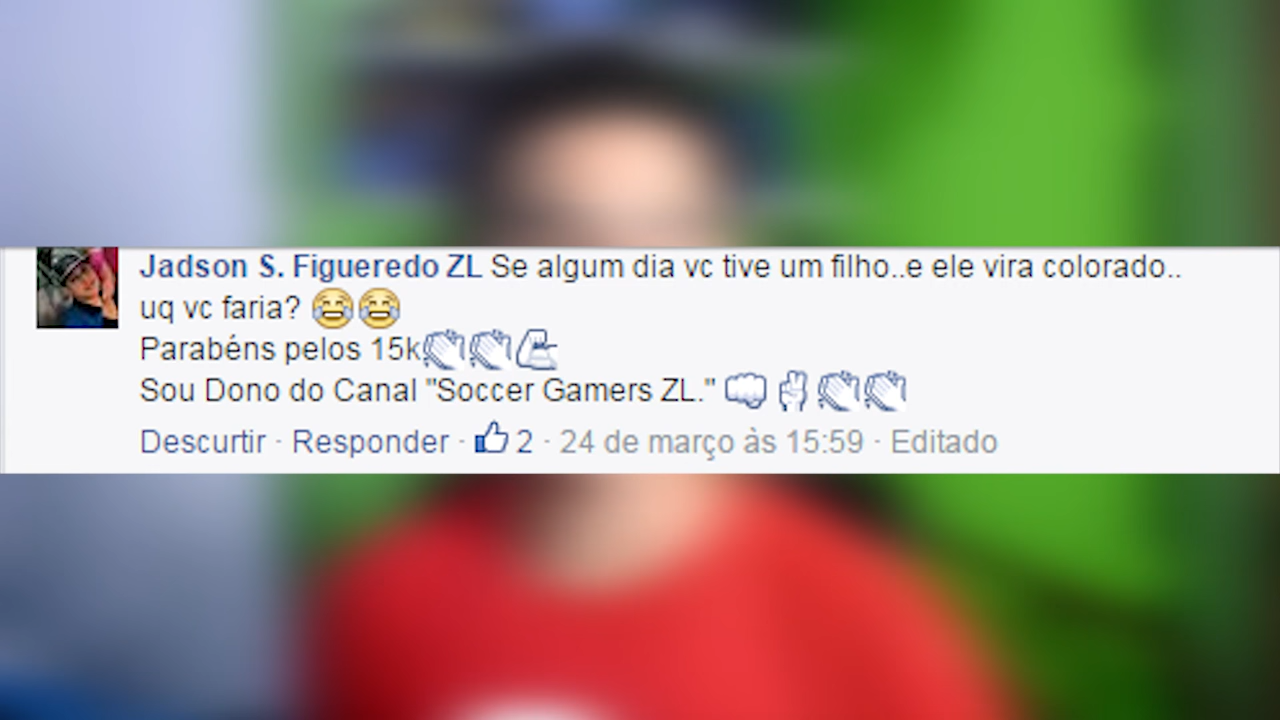 Jadson S. Figueredo ZL Se algum dia vc tive um filho..e ele vira colorado..
uq vc faria? 😂😂
Parabéns pelos 15k👏👏💪
Sou Dono do Canal "Soccer Gamers ZL." 👊✌👏👏
Descurtir · Responder · 👍 2 · 24 de março às 15:59 · Editado